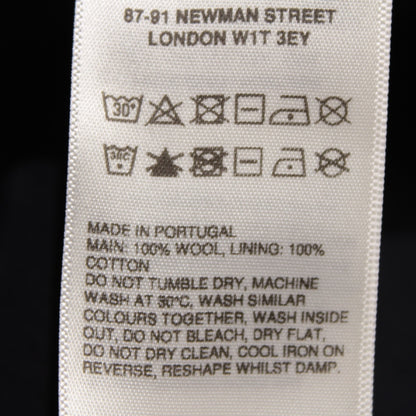 87-91 NEWMAN STREET
LONDON W1T 3EY
30°
30C
MADE IN PORTUGAL
MAIN: 100% WOOL, LINING: 100%
COTTON
DO NOT TUMBLE DRY, MACHINE
WASH AT 30°C, WASH SIMILAR
COLOURS TOGETHER, WASH INSIDE
OUT, DO NOT BLEACH, DRY FLAT,
DO NOT DRY CLEAN, COOL IRON ON
REVERSE, RESHAPE WHILST DAMP.